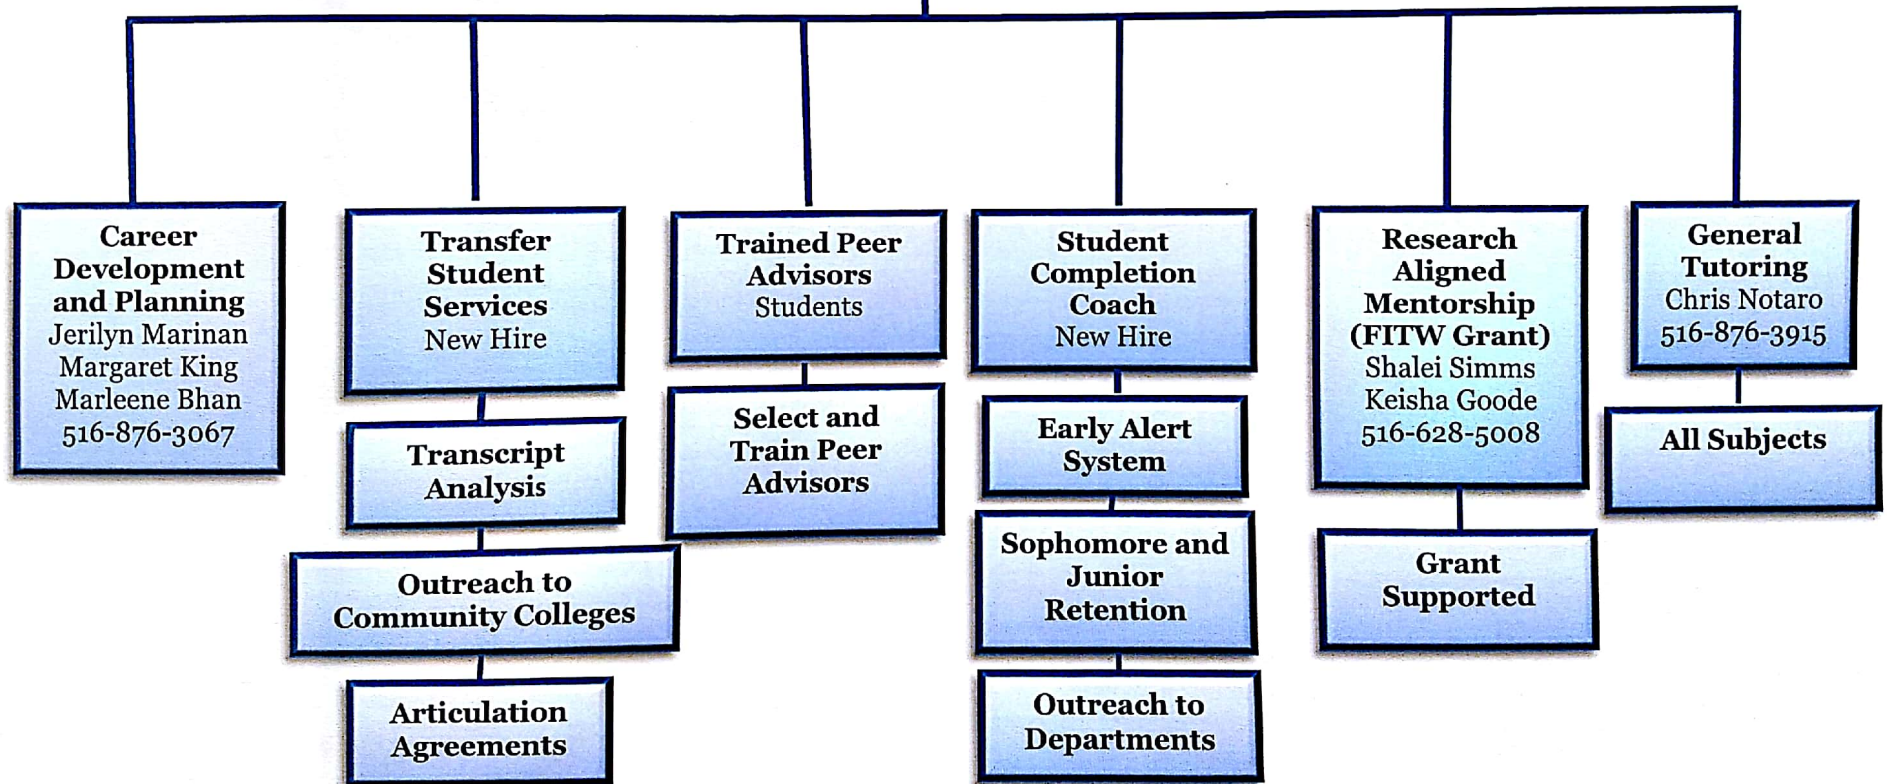 Career
Development
and Planning
Jerilyn Marinan
Margaret King
Marleene Bhan
516-876-3067
Transfer
Student
Services
New Hire
Transcript
Analysis
Outreach to
Community Colleges
Articulation
Agreements
Trained Peer
Advisors
Students
Select and
Train Peer
Advisors
Student
Completion
Coach
New Hire
Early Alert
System
Sophomore and
Junior
Retention
Outreach to
Departments
Research
Aligned
Mentorship
(FITW Grant)
Shalei Simms
Keisha Goode
516-628-5008
Grant
Supported
General
Tutoring
Chris Notaro
516-876-3915
All Subjects